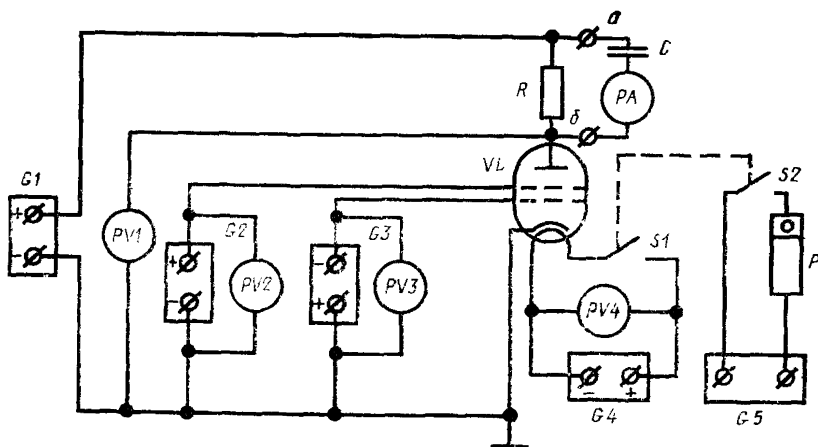 а
C
R
PA
б
VL
S2
G1
+
-
PV1
G2
+
-
PV2
G3
-
+
PV3
S1
P
PV4
-
+
G4
G5